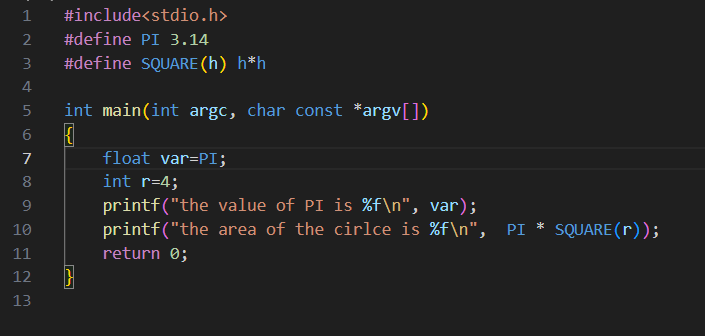 1 #include<stdio.h>
2 #define PI 3.14
3 #define SQUARE(h) h*h
4
5 int main(int argc, char const *argv[])
6 {
7     float var=PI;
8     int r=4;
9     printf("the value of PI is %f\n", var);
10     printf("the area of the cirlce is %f\n",  PI * SQUARE(r));
11     return 0;
12 }
13